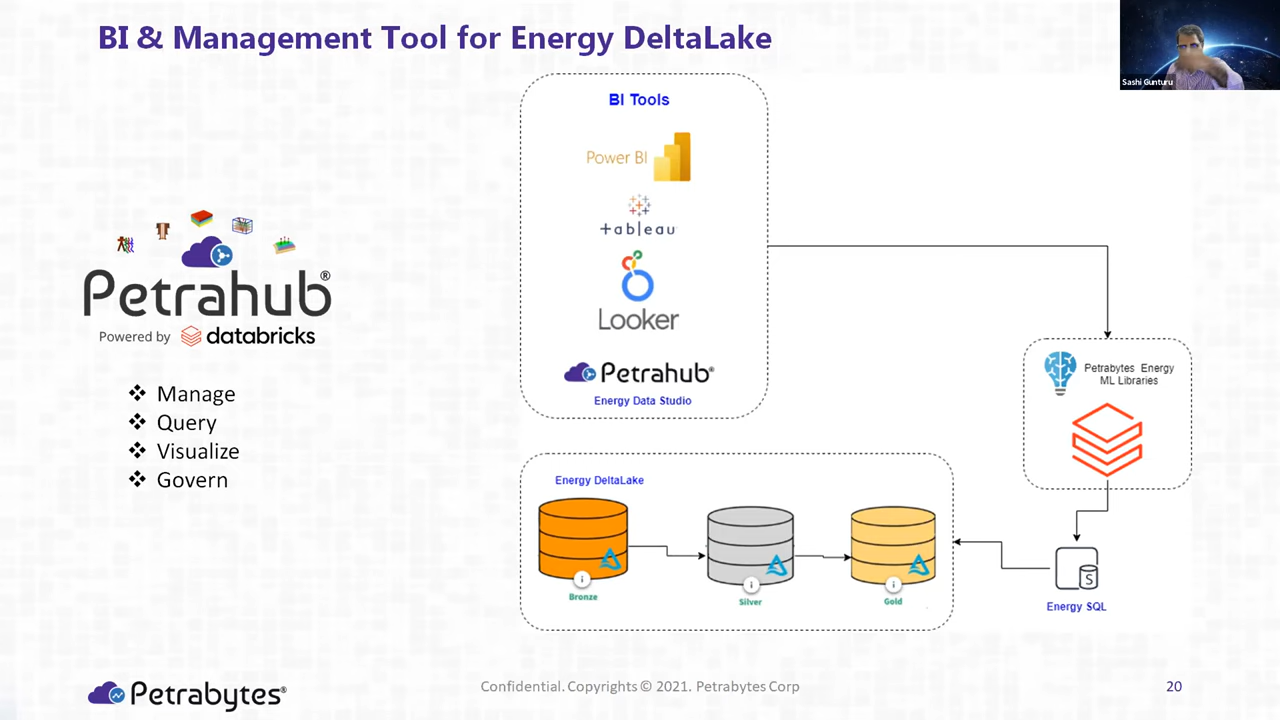 BI & Management Tool for Energy DeltaLake
Sashi Gunturu
BI Tools
Power BI
+ableau
Looker
Petrahub®
Energy Data Studio
Petrahub®
Powered by databricks
❖ Manage
❖ Query
❖ Visualize
❖ Govern
Petrabytes Energy
ML Libraries
Energy DeltaLake
i
Bronze
i
Silver
i
Gold
S
Energy SQL
Petrabytes®
Confidential. Copyrights © 2021. Petrabytes Corp
20